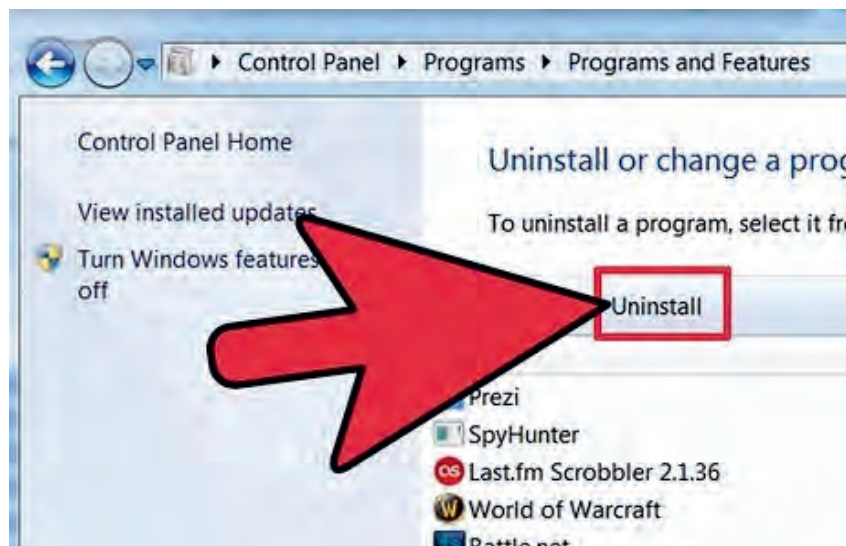 Control Panel ▸ Programs ▸ Programs and Features
Control Panel Home
View installed updates
Turn Windows features
off
Uninstall or change a prog
To uninstall a program, select it fr
Uninstall
Prezi
SpyHunter
Last.fm Scrobbler 2.1.36
World of Warcraft
Battle.net